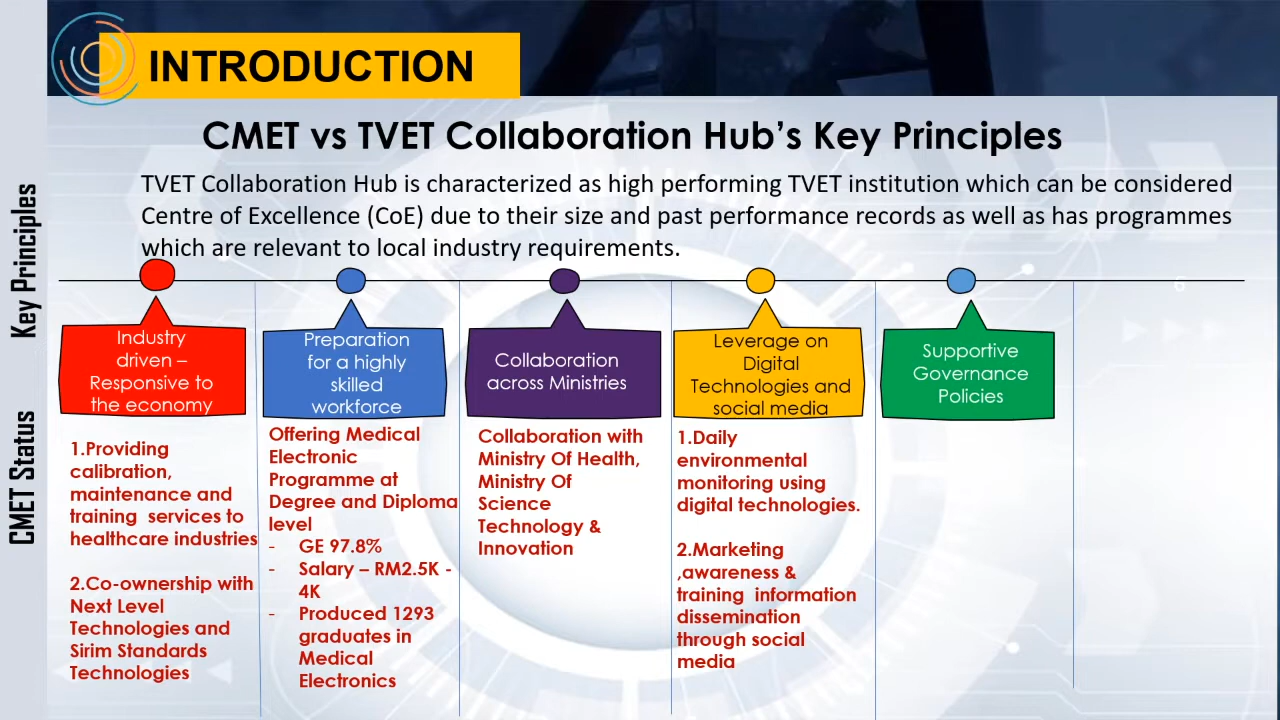 INTRODUCTION
CMET vs TVET Collaboration Hub's Key Principles
TVET Collaboration Hub is characterized as high performing TVET institution which can be considered
Centre of Excellence (CoE) due to their size and past performance records as well as has programmes
which are relevant to local industry requirements.
6
Key Principles
Industry
driven –
Responsive to
the economy
Preparation
for a highly
skilled
workforce
Collaboration
across Ministries
Leverage on
Digital
Technologies and
social media
Supportive
Governance
Policies
CMET Status
1.Providing
calibration,
maintenance and
training services to
healthcare industries
2.Co-ownership with
Next Level
Technologies and
Sirim Standards
Technologies
Offering Medical
Electronic
Programme at
Degree and Diploma
level
- GE 97.8%
- Salary – RM2.5K -
4K
- Produced 1293
graduates in
Medical
Electronics
Collaboration with
Ministry Of Health,
Ministry Of
Science
Technology &
Innovation
1.Daily
environmental
monitoring using
digital technologies.
2.Marketing
,awareness &
training information
dissemination
through social
media